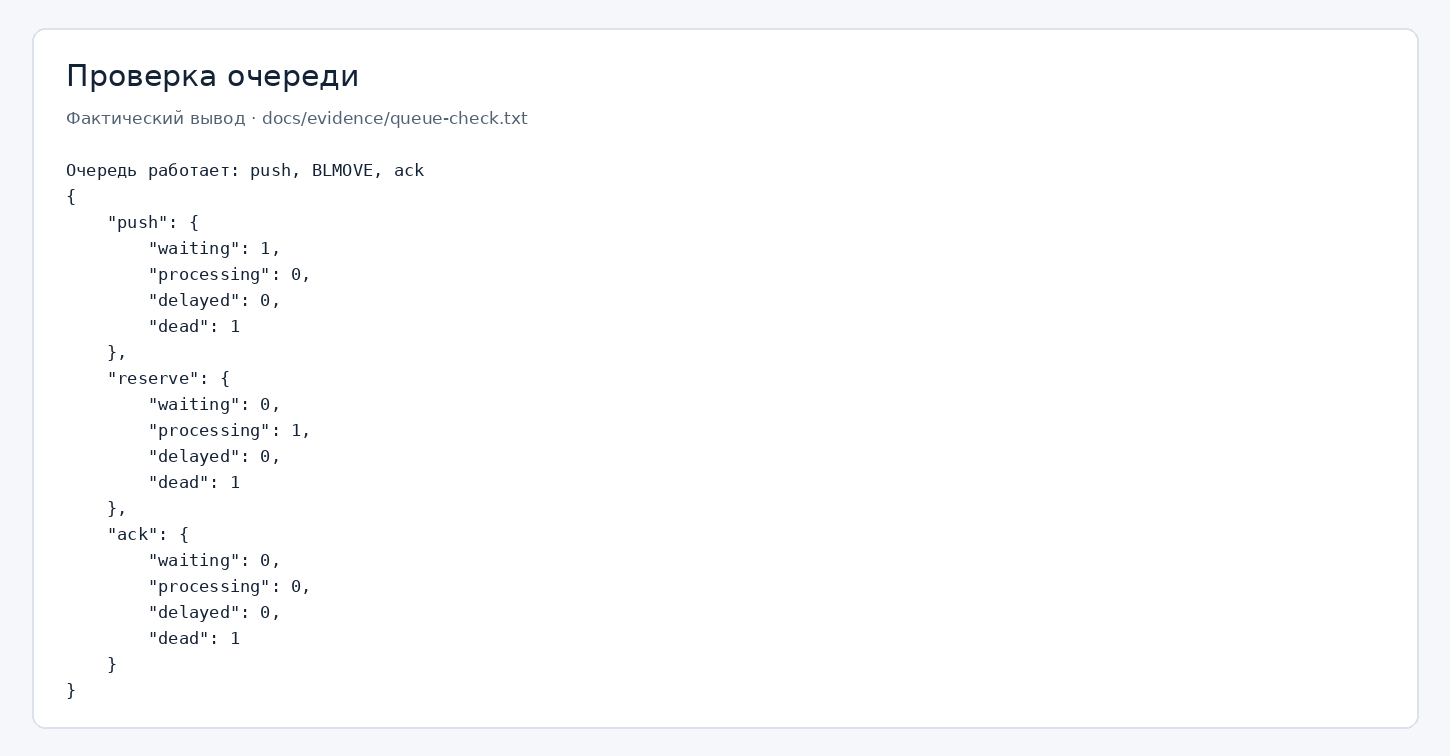 Проверка очереди
Фактический вывод · docs/evidence/queue-check.txt
Очередь работает: push, BLMOVE, ack
{
    "push": {
        "waiting": 1,
        "processing": 0,
        "delayed": 0,
        "dead": 1
    },
    "reserve": {
        "waiting": 0,
        "processing": 1,
        "delayed": 0,
        "dead": 1
    },
    "ack": {
        "waiting": 0,
        "processing": 0,
        "delayed": 0,
        "dead": 1
    }
}